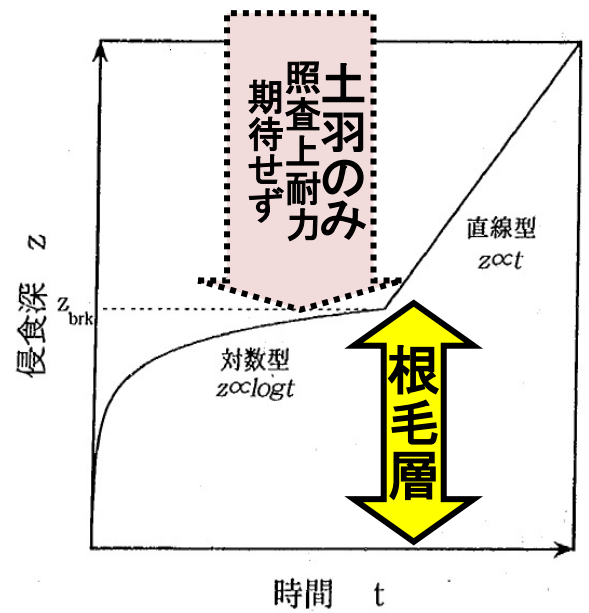 土羽のみ
照査上耐力
期待せず
直線型
z∝t
侵食深 z
z brk
対数型
z∝logt
根毛層
時間 t